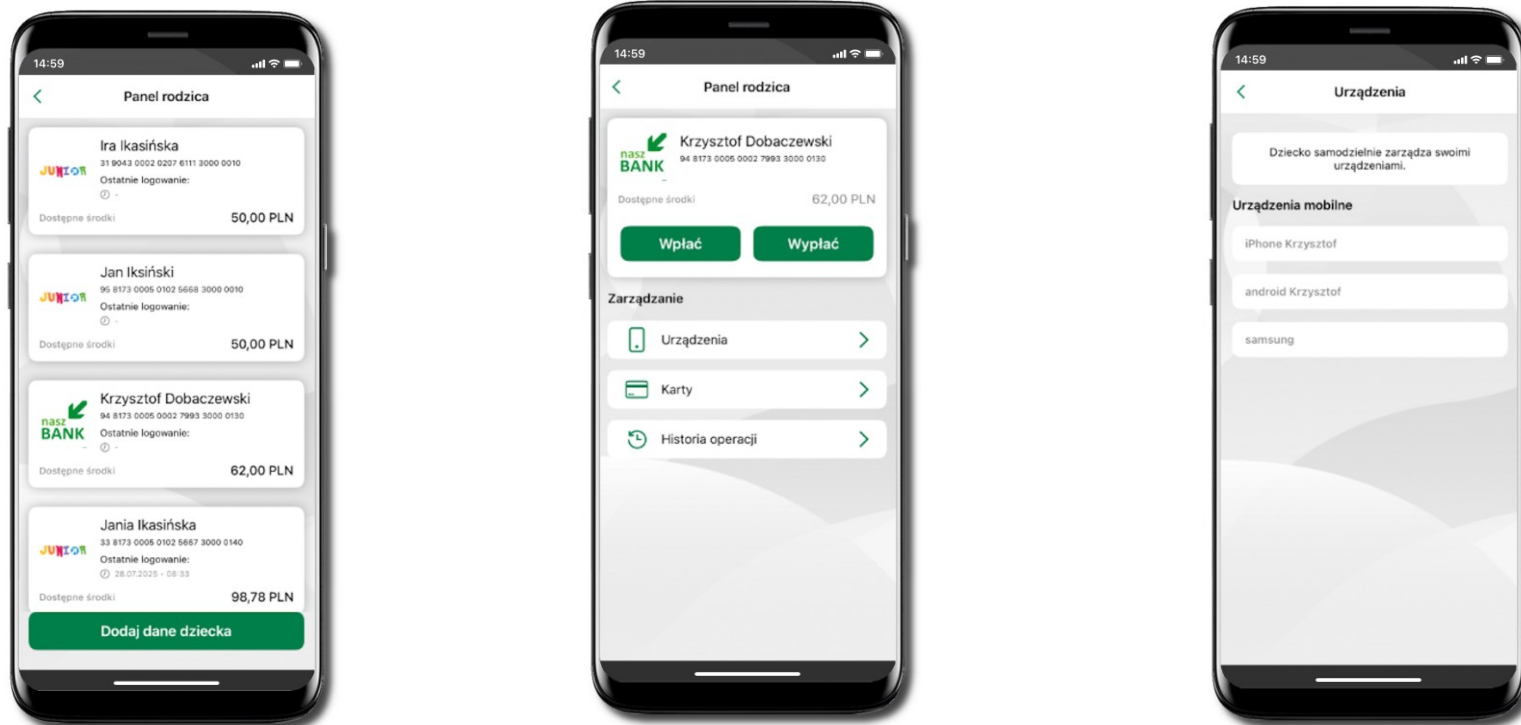 14:59
Panel rodzica
JUNIOR
Ira Ikasińska
31 9043 0002 0207 6111 3000 0010
Ostatnie logowanie:
-
Dostępne środki
50,00 PLN
JUNIOR
Jan Iksiński
95 8173 0005 0102 5668 3000 0010
Ostatnie logowanie:
-
Dostępne środki
50,00 PLN
nasz
BANK
Krzysztof Dobaczewski
94 8173 0005 0002 7993 3000 0130
Ostatnie logowanie:
-
Dostępne środki
62,00 PLN
JUNIOR
Jania Ikasińska
33 8173 0005 0102 5667 3000 0140
Ostatnie logowanie:
28.07.2025 - 08:33
Dostępne środki
98,78 PLN
Dodaj dane dziecka
14:59
Panel rodzica
nasz
BANK
Krzysztof Dobaczewski
94 8173 0005 0002 7993 3000 0130
Dostępne środki
62,00 PLN
Wpłać
Wypłać
Zarządzanie
Urządzenia
Karty
Historia operacji
14:59
Urządzenia
Dziecko samodzielnie zarządza swoimi
urządzeniami.
Urządzenia mobilne
iPhone Krzysztof
android Krzysztof
samsung